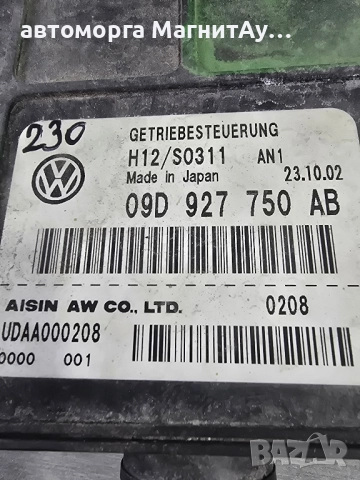 автоморга МагнитАу...
230
GETRIEBESTEUERUNG
H12/S0311 AN1
Made in Japan 23.10.02
09D 927 750 AB
AISIN AW CO., LTD. 0208
UDAA000208
0000 001
bazar